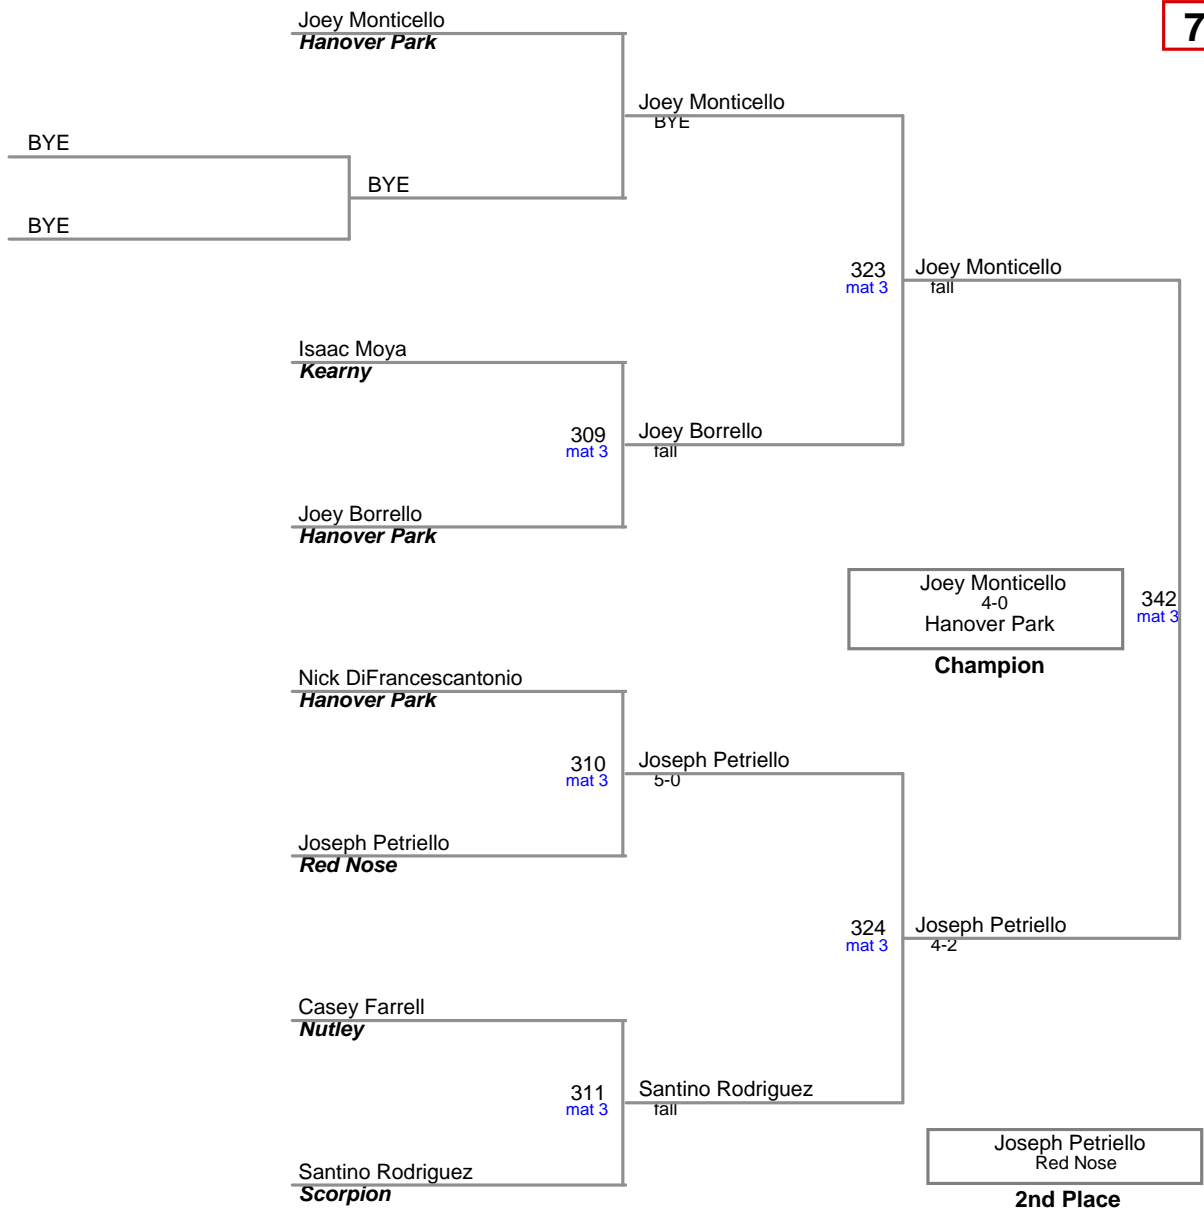 Joey Monticello
Hanover Park
7
Joey Monticello
BYE
BYE
BYE
BYE
323
mat 3
Joey Monticello
fall
Isaac Moya
Kearny
309
mat 3
Joey Borrello
fall
Joey Borrello
Hanover Park
Joey Monticello
4-0
Hanover Park
342
mat 3
Champion
Nick DiFrancescantonio
Hanover Park
310
mat 3
Joseph Petriello
5-0
Joseph Petriello
Red Nose
324
mat 3
Joseph Petriello
4-2
Casey Farrell
Nutley
311
mat 3
Santino Rodriguez
fall
Santino Rodriguez
Scorpion
Joseph Petriello
Red Nose
2nd Place